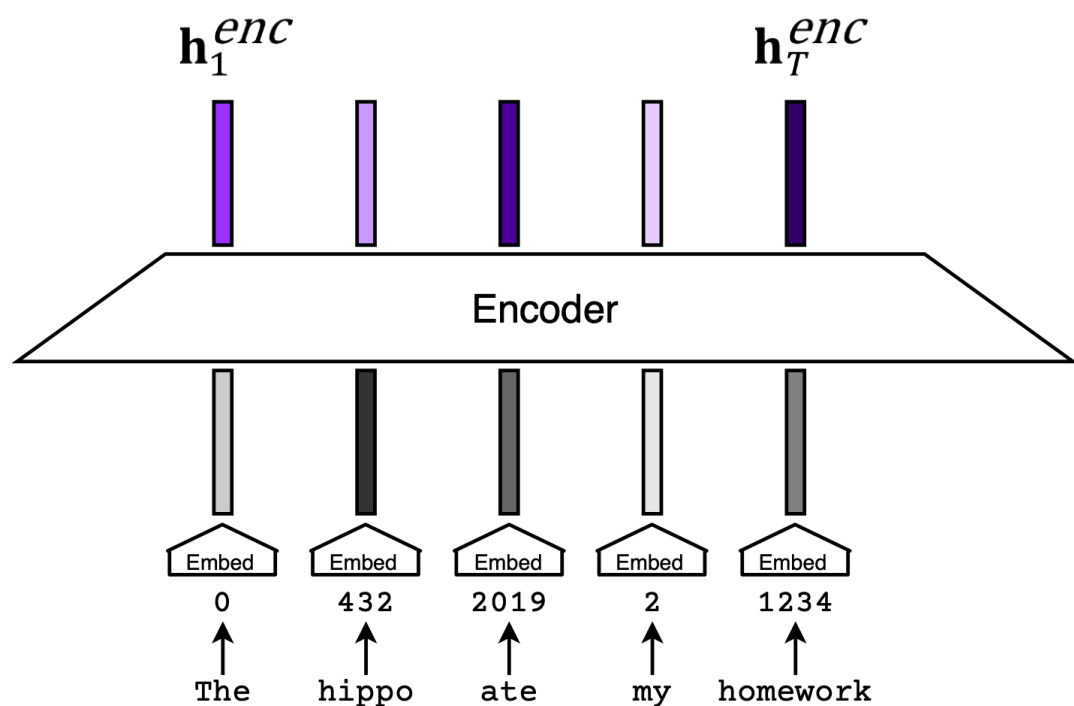 h_1^{enc} h_T^{enc}
Encoder
Embed Embed Embed Embed Embed
0 432 2019 2 1234
The hippo ate my homework